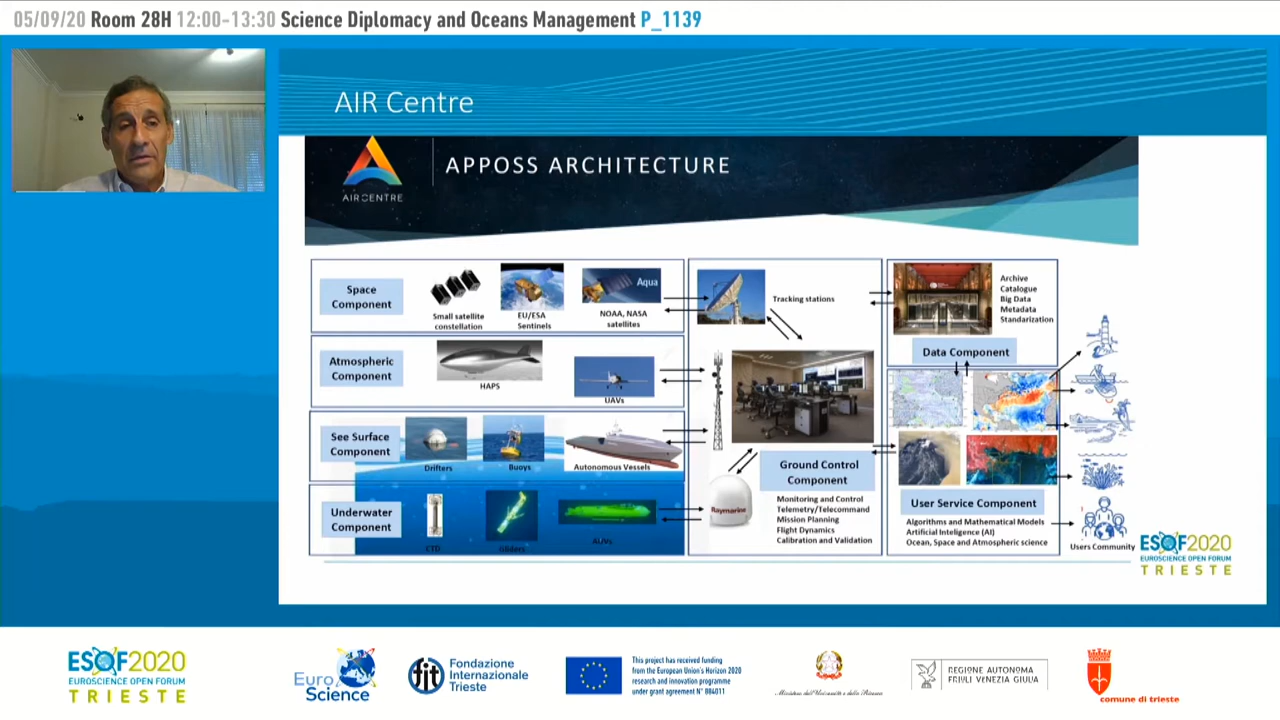 05/09/20 Room 28H 12:00-13:30 Science Diplomacy and Oceans Management P_1139
AIR Centre
AIRCENTRE
APPOSS ARCHITECTURE
Space
Component
Small satellite
constellation
EU/ESA
Sentinels
Aqua
NOAA, NASA
satellites
Atmospheric
Component
HAPS
UAVs
See Surface
Component
Drifters
Buoys
Autonomous Vessels
Underwater
Component
CTD
Gliders
AUVs
Tracking stations
Raymarine
Ground Control
Component
Monitoring and Control
Telemetry/Telecommand
Mission Planning
Flight Dynamics
Calibration and Validation
Archive
Catalogue
Big Data
Metadata
Standarization
Data Component
User Service Component
Algorithms and Mathematical Models
Artificial Inteligence (AI)
Ocean, Space and Atmospheric science
Users Community
ESOF2020
EUROSCIENCE OPEN FORUM
TRIESTE
ESOF2020
EUROSCIENCE OPEN FORUM
TRIESTE
Euro
Science
fit
Fondazione
Internazionale
Trieste
This project has received funding
from the European Union's Horizon 2020
research and innovation programme
under grant agreement N° 884011
Ministero dell'Università e della Ricerca
REGIONE AUTONOMA
FRIULI VENEZIA GIULIA
comune di trieste